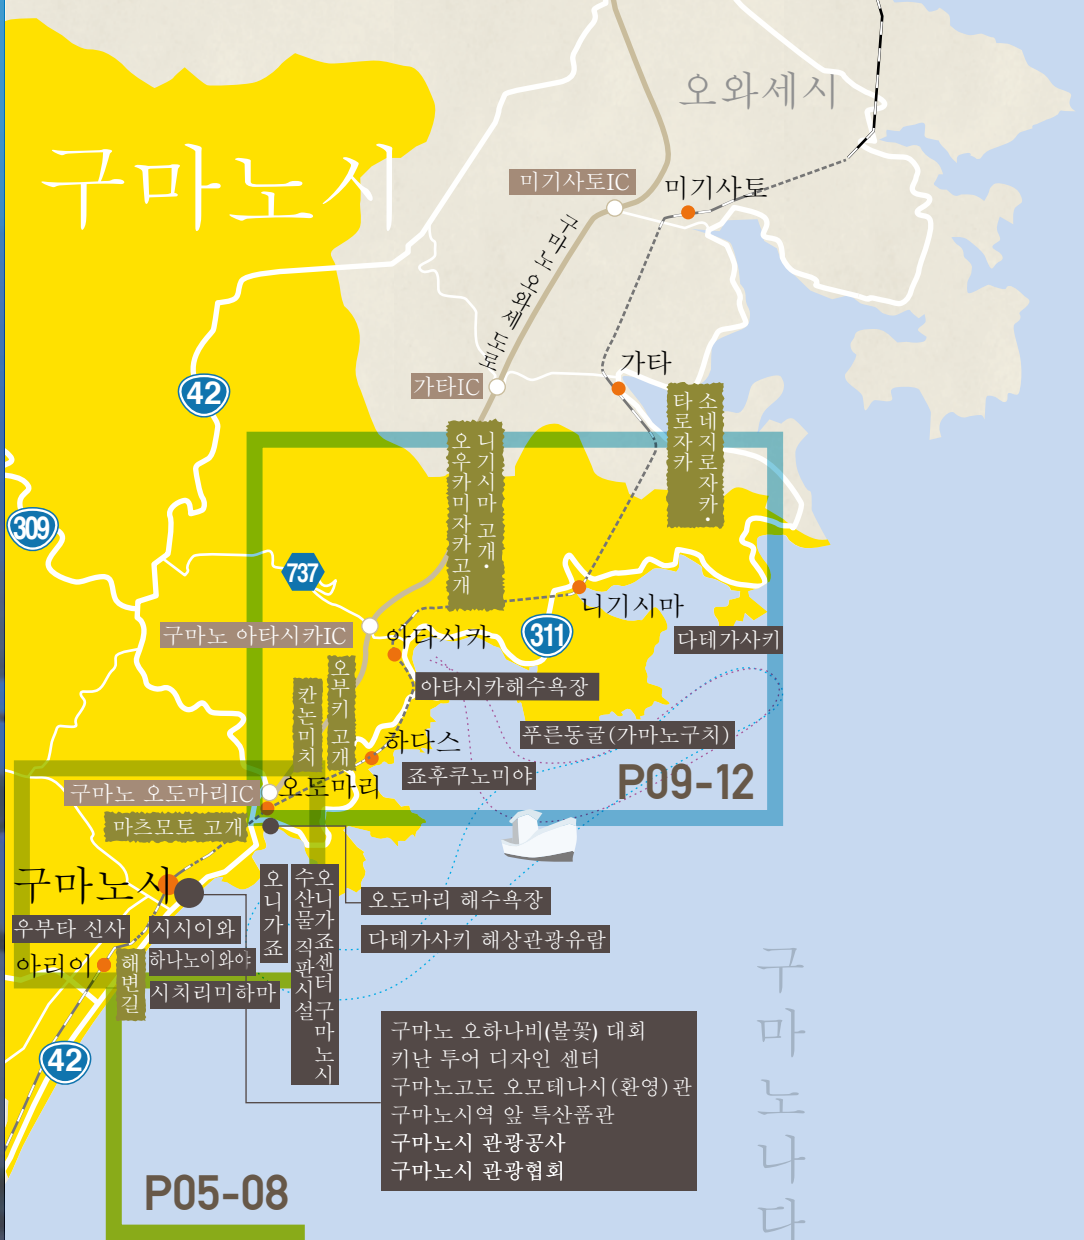 오와세시
구마노시
미기사토IC
미기사토
구마노 오와세 도로
가타
가타IC
42
소네지로자카·
타로자카
니기시마 고개·
오우카미자카고개
309
737
니기시마
구마노 아타시카IC
아타시카
311
다테가사키
오부키 고개
칸논미치
아타시카해수욕장
푸른동굴(가마노구치)
하다스
죠후쿠노미야
P09-12
구마노 오도마리IC
오도마리
마츠모토 고개
구마노시
오니가죠
오니가죠센터 구마노시
수산물 직판시설
오도마리 해수욕장
우부타 신사
시시이와
다테가사키 해상관광유람
아리이
해변길
하나노이와야
시치리미하마
구마노나다
42
구마노 오하나비(불꽃) 대회
키난 투어 디자인 센터
구마노고도 오모테나시(환영)관
구마노시역 앞 특산품관
구마노시 관광공사
구마노시 관광협회
P05-08